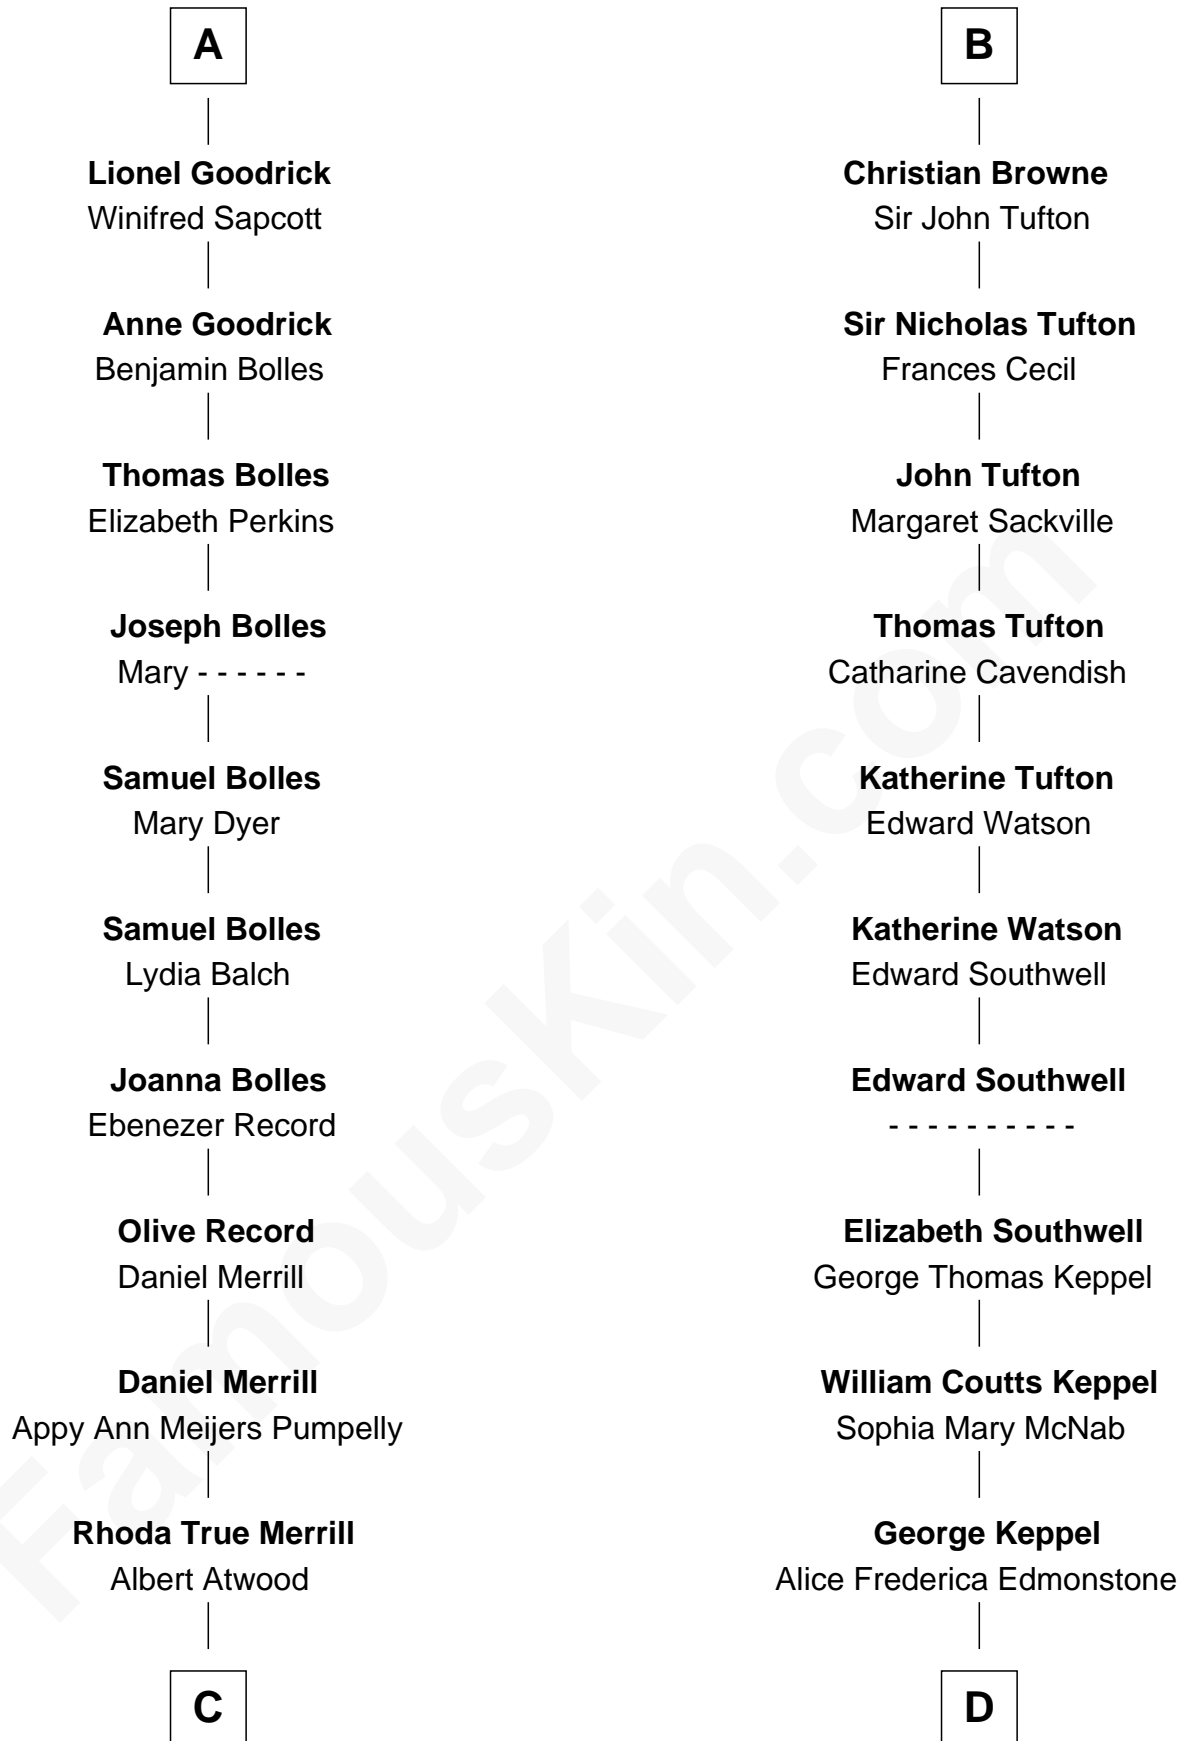 A
Lionel Goodrick
Winifred Sapcott
Anne Goodrick
Benjamin Bolles
Thomas Bolles
Elizabeth Perkins
Joseph Bolles
Mary - - - - - -
Samuel Bolles
Mary Dyer
Samuel Bolles
Lydia Balch
Joanna Bolles
Ebenezer Record
Olive Record
Daniel Merrill
Daniel Merrill
Appy Ann Meijers Pumpelly
Rhoda True Merrill
Albert Atwood
C
B
Christian Browne
Sir John Tufton
Sir Nicholas Tufton
Frances Cecil
John Tufton
Margaret Sackville
Thomas Tufton
Catharine Cavendish
Katherine Tufton
Edward Watson
Katherine Watson
Edward Southwell
Edward Southwell
- - - - - - - - - -
Elizabeth Southwell
George Thomas Keppel
William Coutts Keppel
Sophia Mary McNab
George Keppel
Alice Frederica Edmonstone
D
FamousKin.com